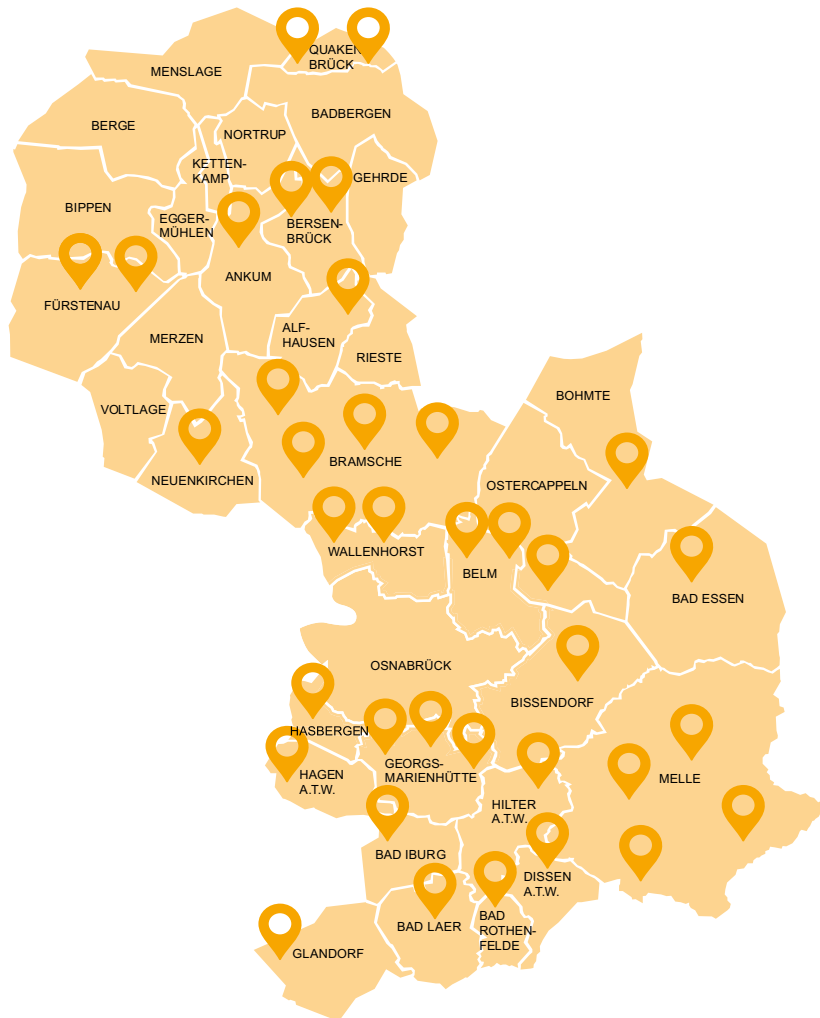 QUAKEN
BRÜCK
MENSLAGE
BADBERGEN
BERGE
NORTRUP
KETTEN-
KAMP
GEHRDE
BIPPEN
EGGER-
MÜHLEN
BERSEN-
BRÜCK
ANKUM
FÜRSTENAU
ALF-
HAUSEN
MERZEN
RIESTE
BOHMTE
VOLTLAGE
BRAMSCHE
NEUENKIRCHEN
OSTERCAPPELN
WALLENHORST
BELM
BAD ESSEN
OSNABRÜCK
BISSENDORF
HASBERGEN
GEORGS-
MARIENHÜTTE
HAGEN
A.T.W.
MELLE
HILTER
A.T.W.
BAD IBURG
DISSEN
A.T.W.
BAD LAER
BAD
ROTHEN-
FELDE
GLANDORF